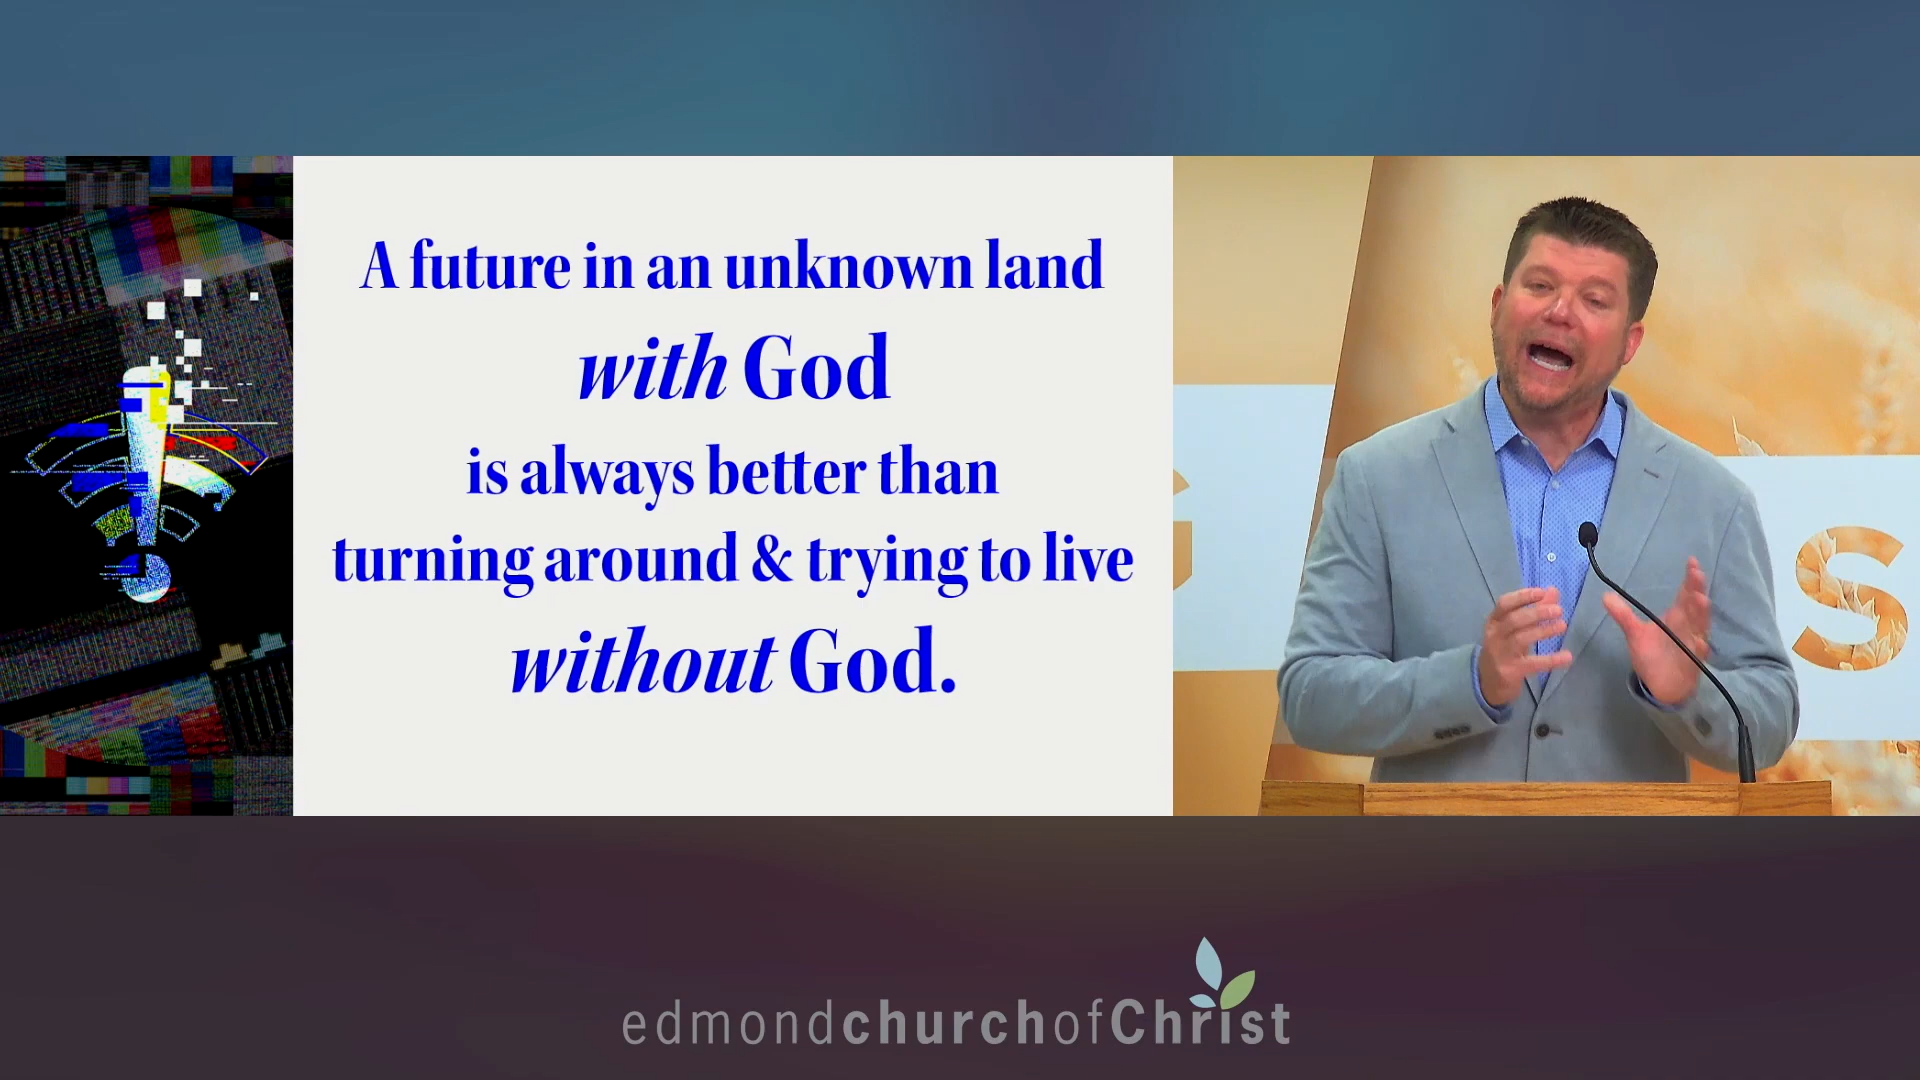 A future in an unknown land
with God
is always better than
turning around & trying to live
without God.
G
S
edmondchurchofChrist